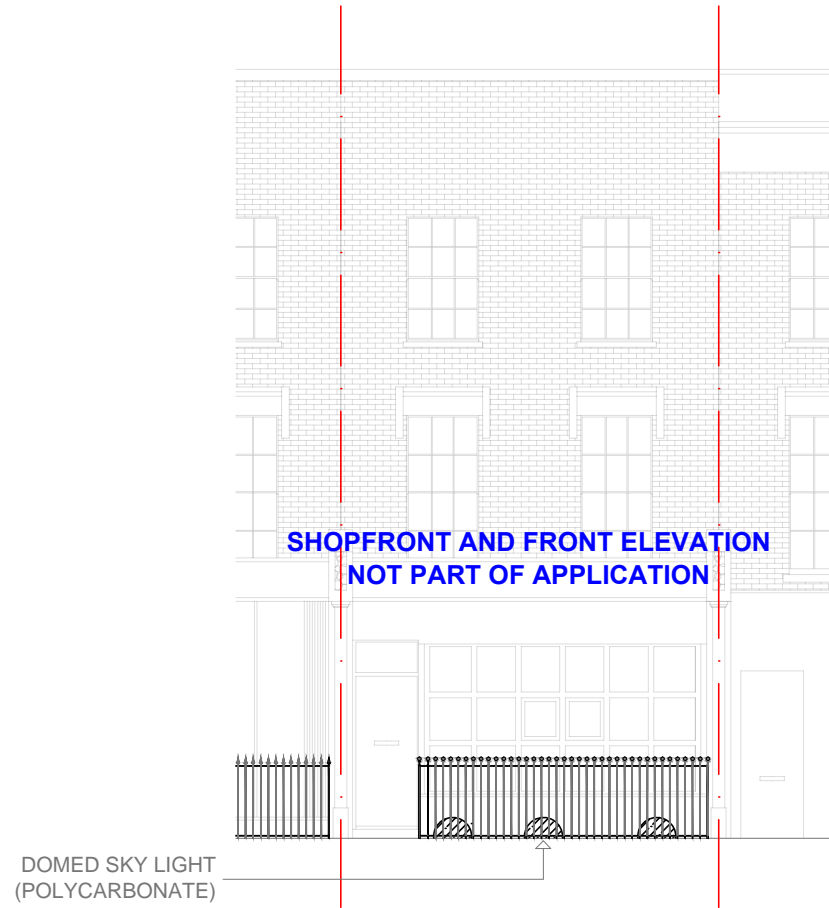 SHOPFRONT AND FRONT ELEVATION
NOT PART OF APPLICATION
DOMED SKY LIGHT
(POLYCARBONATE)